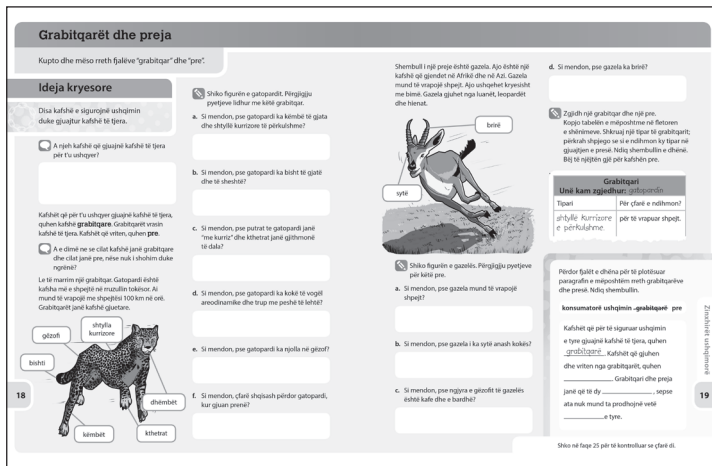 Grabitqarët dhe preja
Kupto dhe mëso rreth fjalëve “grabitqar” dhe “pre”.
Ideja kryesore
Disa kafshë e sigurojnë ushqimin
duke gjuajtur kafshë të tjera.
A njeh kafshë që gjuajnë kafshë të tjera
për t'u ushqyer?
Kafshët që për t'u ushqyer gjuajnë kafshë të tjera,
quhen kafshë grabitqare. Grabitqarët vrasin
kafshë të tjera. Kafshët që vriten, quhen pre.
A e dimë ne se cilat kafshë janë grabitqare
dhe cilat janë pre, nëse nuk i shohim duke
ngrënë?
Le të marrim një grabitqar. Gatopardi është
kafsha më e shpejtë në rruzullin tokësor. Ai
mund të vrapojë me shpejtësi 100 km në orë.
Grabitqarët janë kafshë gjuetare.
gëzofi
shtylla
kurrizore
bishti
dhëmbët
këmbët
kthetrat
18
Shiko figurën e gatopardit. Përgjigju
pyetjeve lidhur me këtë grabitqar.
a. Si mendon, pse gatopardi ka këmbë të gjata
dhe shtyllë kurrizore të përkulshme?
b. Si mendon, pse gatopardi ka bisht të gjatë
dhe të sheshtë?
c. Si mendon, pse putrat te gatopardi janë
“me kurriz” dhe kthetrat janë gjithmonë
të dala?
d. Si mendon, pse gatopardi ka kokë të vogël
areodinamike dhe trup me peshë të lehtë?
e. Si mendon, pse gatopardi ka njolla në gëzof?
f. Si mendon, çfarë shqisash përdor gatopardi,
kur gjuan prenë?
Shembull i një preje është gazela. Ajo është një
kafshë që gjendet në Afrikë dhe në Azi. Gazela
mund të vrapojë shpejt. Ajo ushqehet kryesisht
me bimë. Gazela gjuhet nga luanët, leopardët
dhe hienat.
brirë
sytë
Shiko figurën e gazelës. Përgjigju pyetjeve
për këtë pre.
a. Si mendon, pse gazela mund të vrapojë
shpejt?
b. Si mendon, pse gazela i ka sytë anash kokës?
c. Si mendon, pse ngjyra e gëzofit të gazelës
është kafe dhe e bardhë?
d. Si mendon, pse gazela ka brirë?
Zgjidh një grabitqar dhe një pre.
Kopjo tabelën e mëposhtme në fletoren
e shënimeve. Shkruaj një tipar të grabitqarit;
përkrah shpjego se si e ndihmon ky tipar në
gjuajtjen e presë. Ndiq shembullin e dhënë.
Bëj të njëjtën gjë për kafshën pre.
Grabitqari
Unë kam zgjedhur: gatopardin
Tipari Për çfarë e ndihmon?
shtyllë kurrizore për të vrapuar shpejt.
e përkulshme
Përdor fjalët e dhëna për të plotësuar
paragrafin e mëposhtëm rreth grabitqarëve
dhe presë. Ndiq shembullin.
konsumatorë ushqimin grabitqarë pre
Kafshët që për të siguruar ushqimin
e tyre gjuajnë kafshë të tjera, quhen
grabitqarë. Kafshët që gjuhen
dhe vriten nga grabitqarët, quhen
. Grabitqari dhe preja
janë që të dy , sepse
ata nuk mund ta prodhojnë vetë
e tyre.
Zinxhirët ushqimorë
19
Shko në faqe 25 për të kontrolluar se çfarë di.